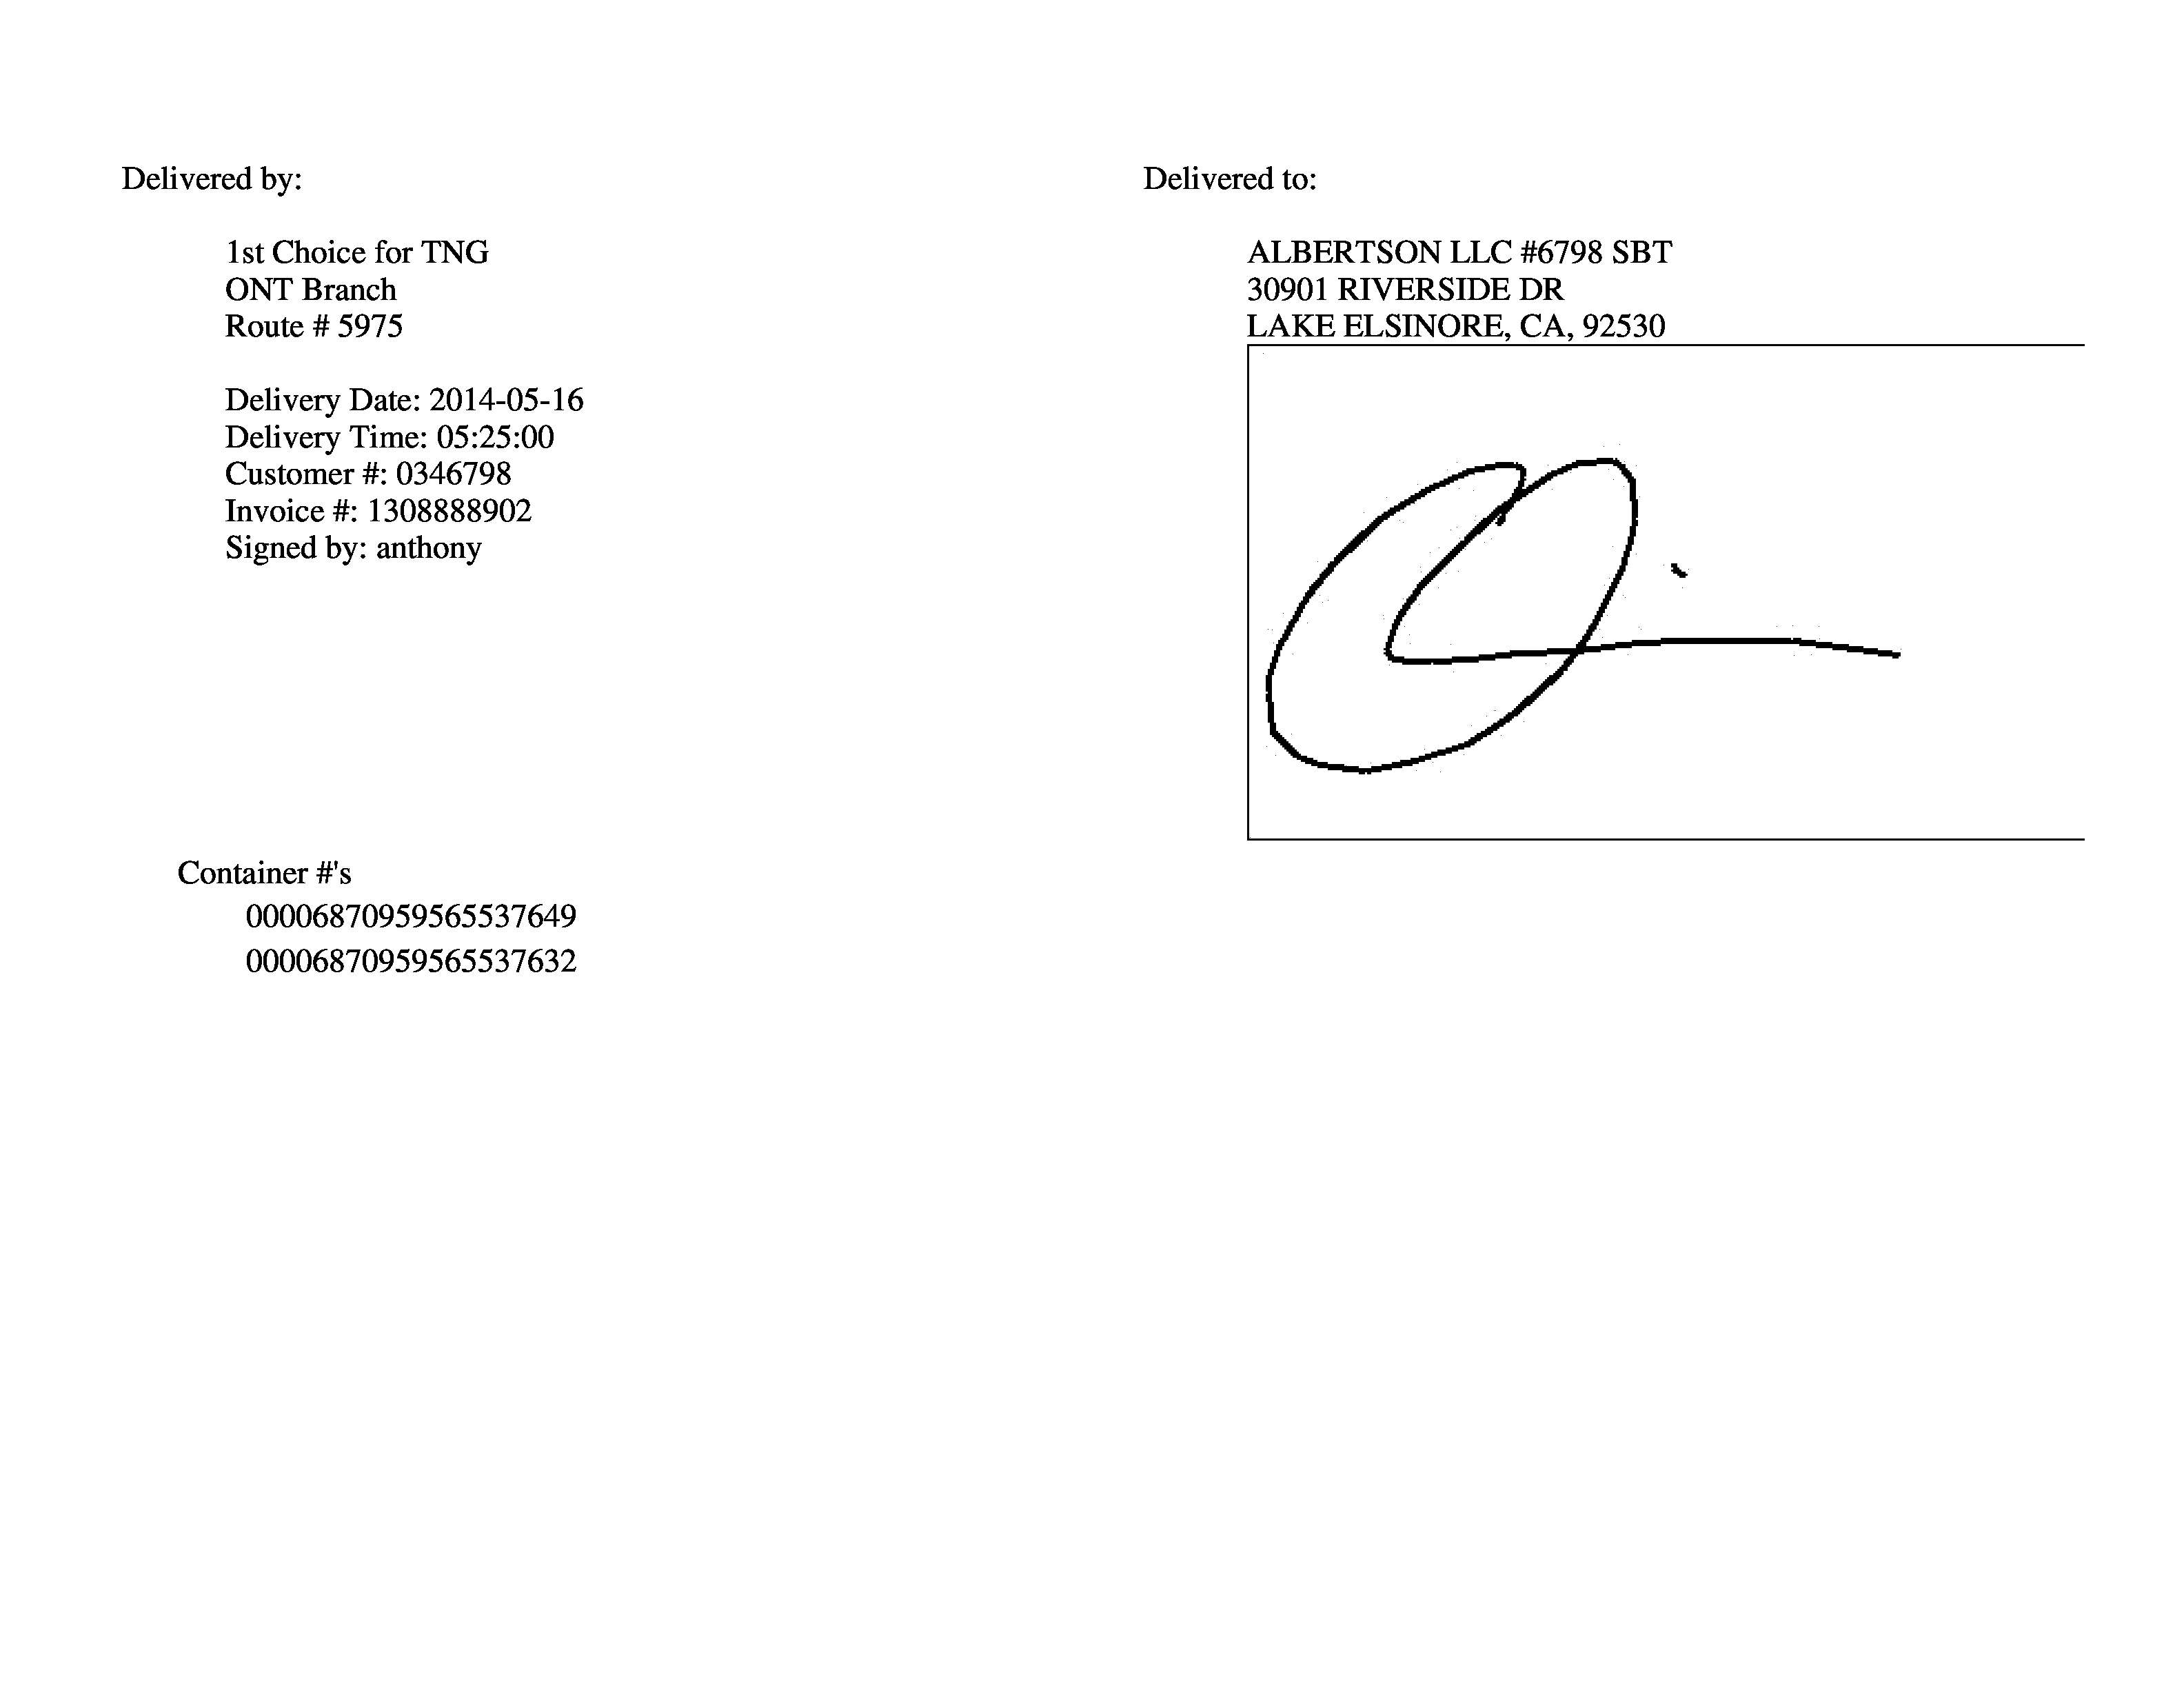 Delivered by:
1st Choice for TNG
ONT Branch
Route # 5975
Delivery Date: 2014-05-16
Delivery Time: 05:25:00
Customer #: 0346798
Invoice #: 1308888902
Signed by: anthony
Delivered to:
ALBERTSON LLC #6798 SBT
30901 RIVERSIDE DR
LAKE ELSINORE, CA, 92530
Container #'s
00006870959565537649
00006870959565537632